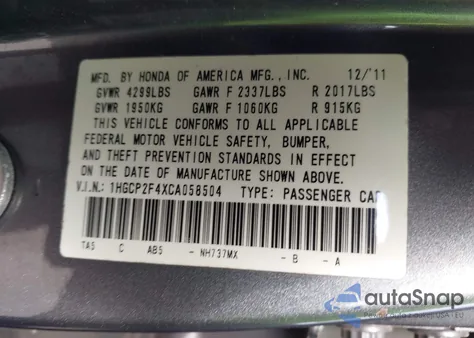 MFD. BY HONDA OF AMERICA MFG., INC. 12/'11
GVWR 4299LBS GAWR F 2337LBS R 2017LBS
GVWR 1950KG GAWR F 1060KG R 915KG
THIS VEHICLE CONFORMS TO ALL APPLICABLE
FEDERAL MOTOR VEHICLE SAFETY, BUMPER,
AND THEFT PREVENTION STANDARDS IN EFFECT
ON THE DATE OF MANUFACTURE SHOWN ABOVE.
V.I.N.: 1HGCP2F4XCA058504 TYPE: PASSENGER CAR
TA5 C AB5 - NH737MX - B - A
autoSnap